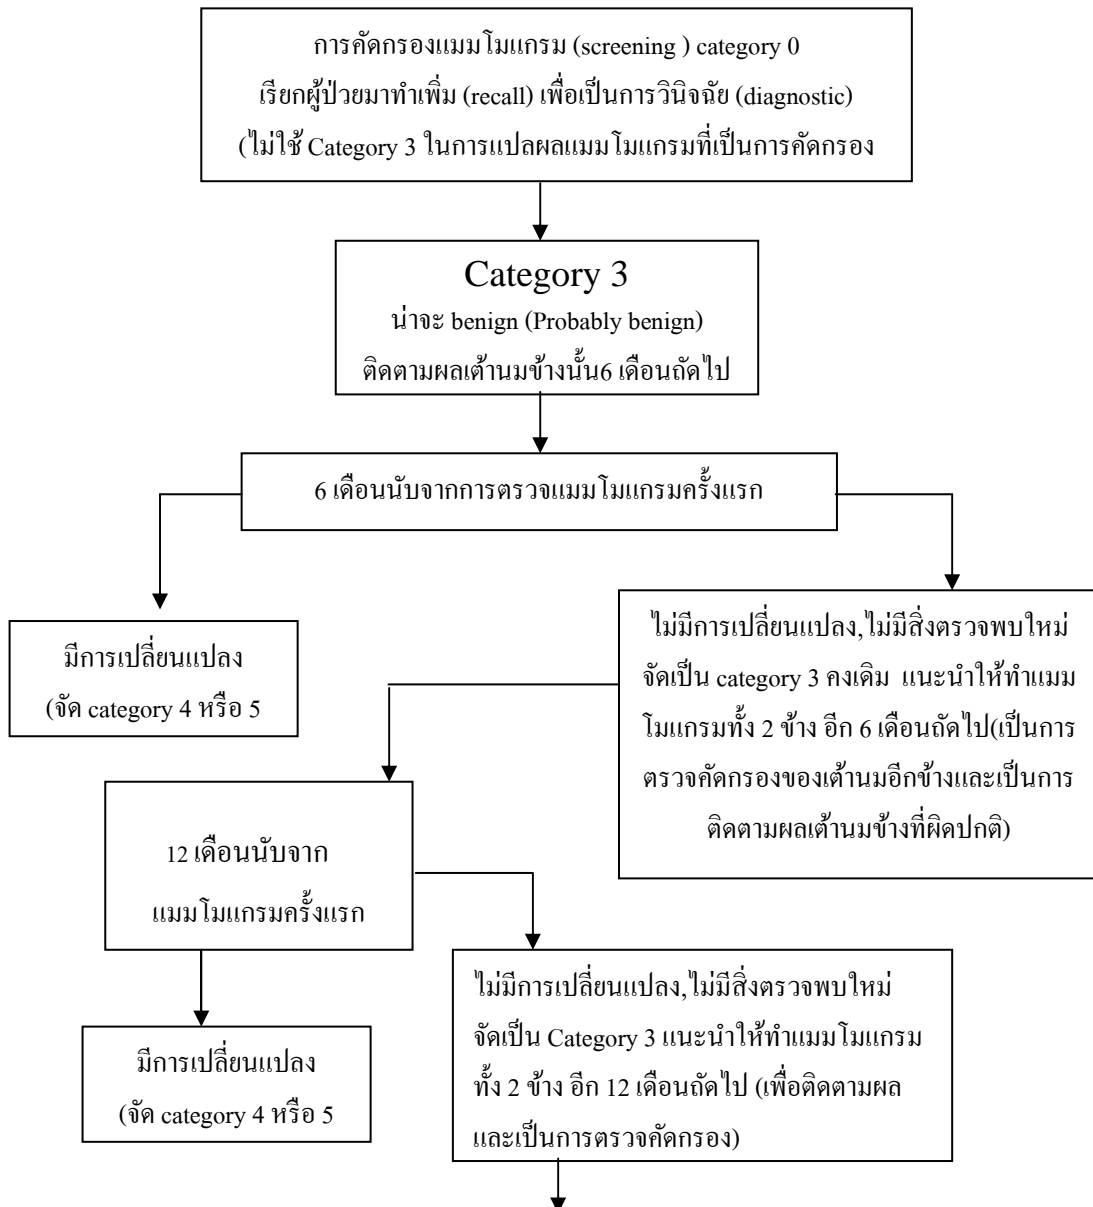 การคัดกรองแมมโมแกรม (screening ) category 0
เรียกผู้ป่วยมาทำเพิ่ม (recall) เพื่อเป็นการวินิจฉัย (diagnostic)
(ไม่ใช้ Category 3 ในการแปลผลแมมโมแกรมที่เป็นการคัดกรอง
Category 3
น่าจะ benign (Probably benign)
ติดตามผลเต้านมข้างนั้น6 เดือนถัดไป
6 เดือนนับจากการตรวจแมมโมแกรมครั้งแรก
มีการเปลี่ยนแปลง
(จัด category 4 หรือ 5
ไม่มีการเปลี่ยนแปลง,ไม่มีสิ่งตรวจพบใหม่
จัดเป็น category 3 คงเดิม แนะนำให้ทำแมม
โมแกรมทั้ง 2 ข้าง อีก 6 เดือนถัดไป(เป็นการ
ตรวจคัดกรองของเต้านมอีกข้างและเป็นการ
ติดตามผลเต้านมข้างที่ผิดปกติ)
12 เดือนนับจาก
แมมโมแกรมครั้งแรก
มีการเปลี่ยนแปลง
(จัด category 4 หรือ 5
ไม่มีการเปลี่ยนแปลง,ไม่มีสิ่งตรวจพบใหม่
จัดเป็น Category 3 แนะนำให้ทำแมมโมแกรม
ทั้ง 2 ข้าง อีก 12 เดือนถัดไป (เพื่อติดตามผล
และเป็นการตรวจคัดกรอง)